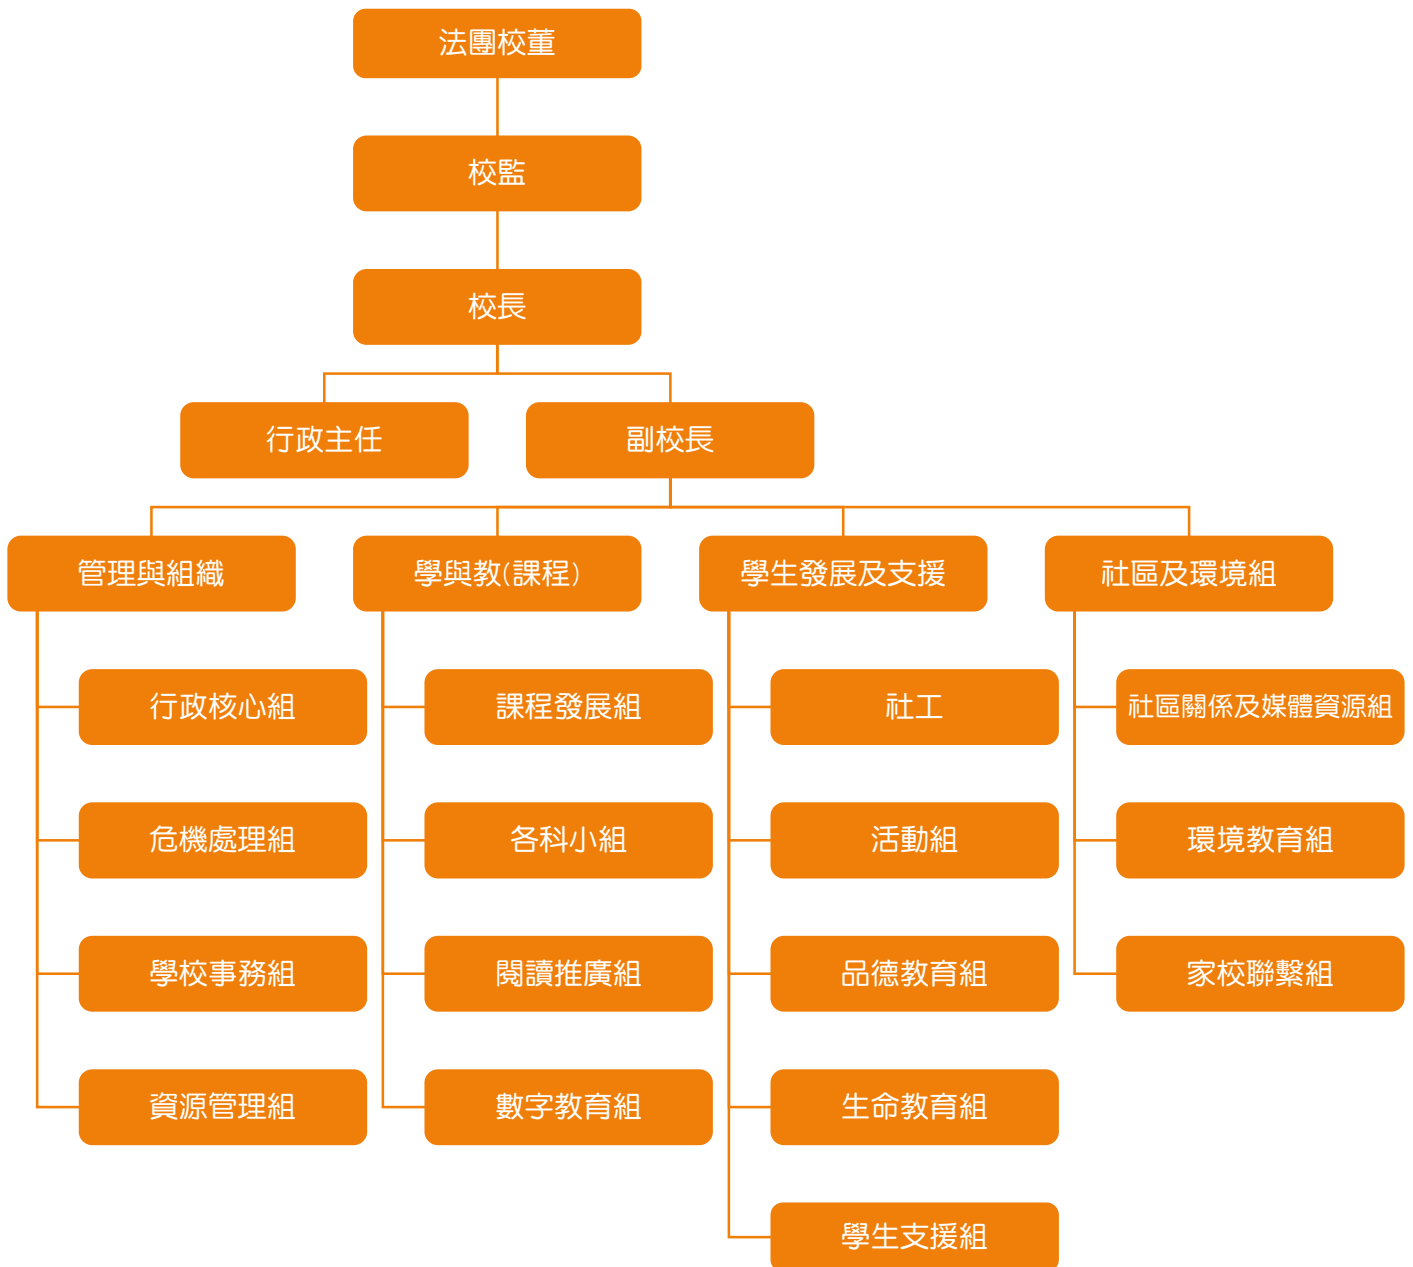 法團校董
校監
校長
行政主任
副校長
管理與組織
學與教(課程)
學生發展及支援
社區及環境組
行政核心組
課程發展組
社工
社區關係及媒體資源組
危機處理組
各科小組
活動組
環境教育組
學校事務組
閱讀推廣組
品德教育組
家校聯繫組
資源管理組
數字教育組
生命教育組
學生支援組